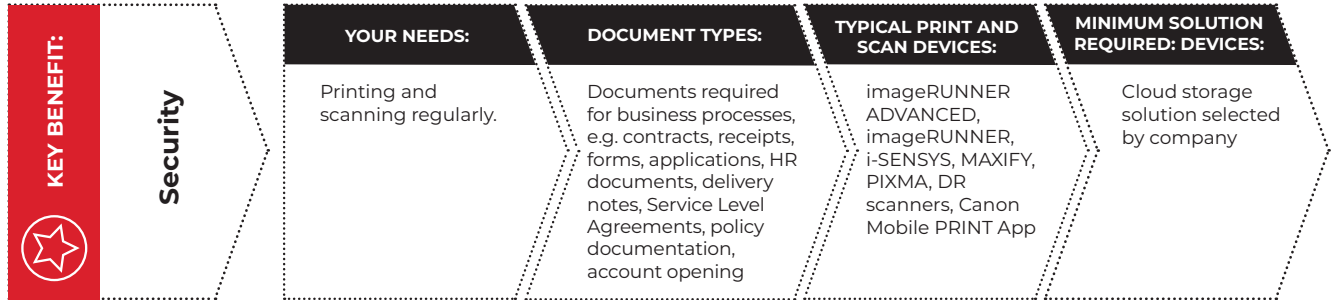 KEY BENEFIT:
Security
YOUR NEEDS:
Printing and
scanning regularly.
DOCUMENT TYPES:
Documents required
for business processes,
e.g. contracts, receipts,
forms, applications, HR
documents, delivery
notes, Service Level
Agreements, policy
documentation,
account opening
TYPICAL PRINT AND
SCAN DEVICES:
imageRUNNER
ADVANCED,
imageRUNNER,
i-SENSYS, MAXIFY,
PIXMA, DR
scanners, Canon
Mobile PRINT App
MINIMUM SOLUTION
REQUIRED: DEVICES:
Cloud storage
solution selected
by company